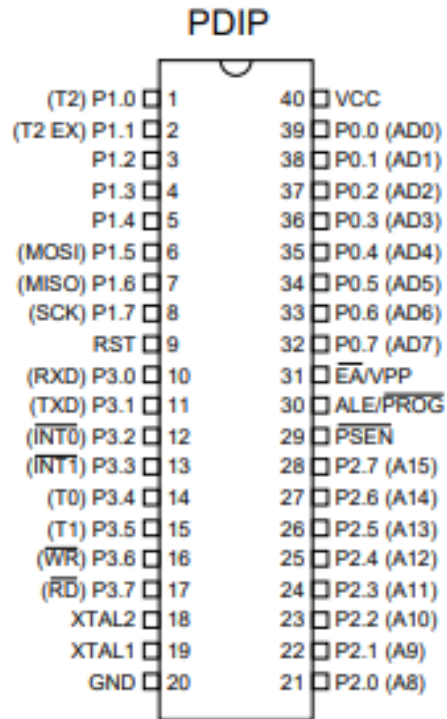 PDIP
(T2) P1.0 1 40 VCC
(T2 EX) P1.1 2 39 P0.0 (AD0)
P1.2 3 38 P0.1 (AD1)
P1.3 4 37 P0.2 (AD2)
P1.4 5 36 P0.3 (AD3)
(MOSI) P1.5 6 35 P0.4 (AD4)
(MISO) P1.6 7 34 P0.5 (AD5)
(SCK) P1.7 8 33 P0.6 (AD6)
RST 9 32 P0.7 (AD7)
(RXD) P3.0 10 31 E̅A̅/VPP
(TXD) P3.1 11 30 ALE/P̅R̅O̅G̅
(I̅N̅T̅0̅) P3.2 12 29 P̅S̅E̅N̅
(I̅N̅T̅1̅) P3.3 13 28 P2.7 (A15)
(T0) P3.4 14 27 P2.6 (A14)
(T1) P3.5 15 26 P2.5 (A13)
(W̅R̅) P3.6 16 25 P2.4 (A12)
(R̅D̅) P3.7 17 24 P2.3 (A11)
XTAL2 18 23 P2.2 (A10)
XTAL1 19 22 P2.1 (A9)
GND 20 21 P2.0 (A8)